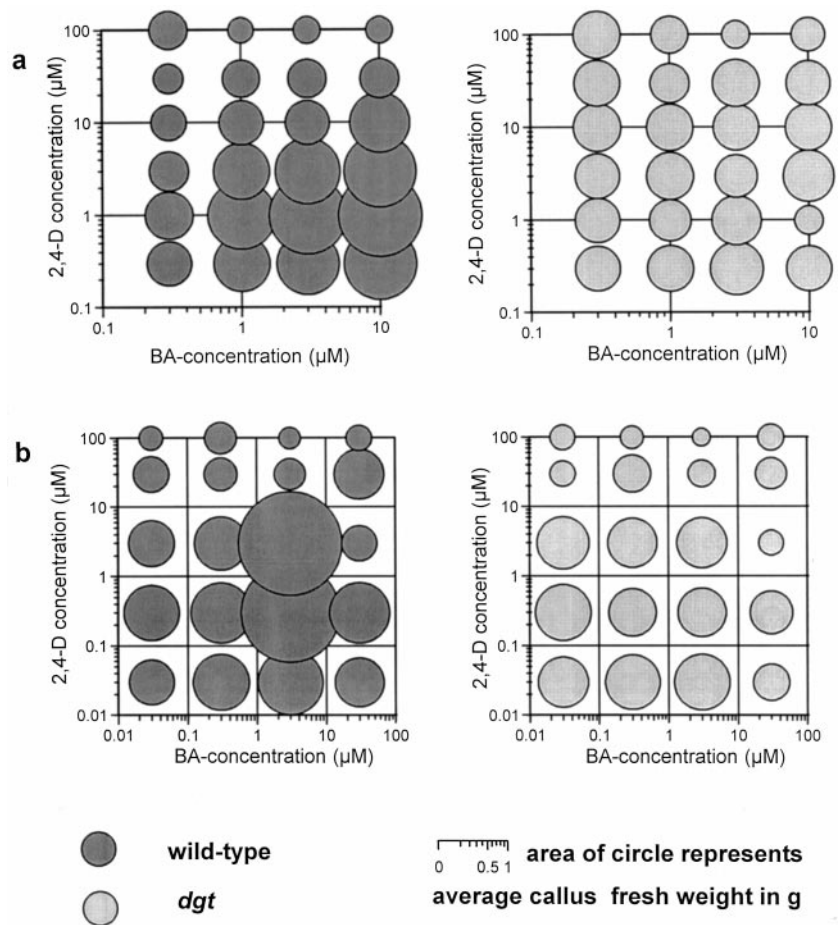 a
2,4-D concentration (µM)
100
10
1
0.1
0.1
1
10
BA-concentration (µM)
2,4-D concentration (µM)
100
10
1
0.1
0.1
1
10
BA-concentration (µM)
b
2,4-D concentration (µM)
100
10
1
0.1
0.01
0.01
0.1
1
10
100
BA-concentration (µM)
2,4-D concentration (µM)
100
10
1
0.1
0.01
0.01
0.1
1
10
100
BA-concentration (µM)
wild-type
dgt
0 0.5 1
area of circle represents
average callus fresh weight in g